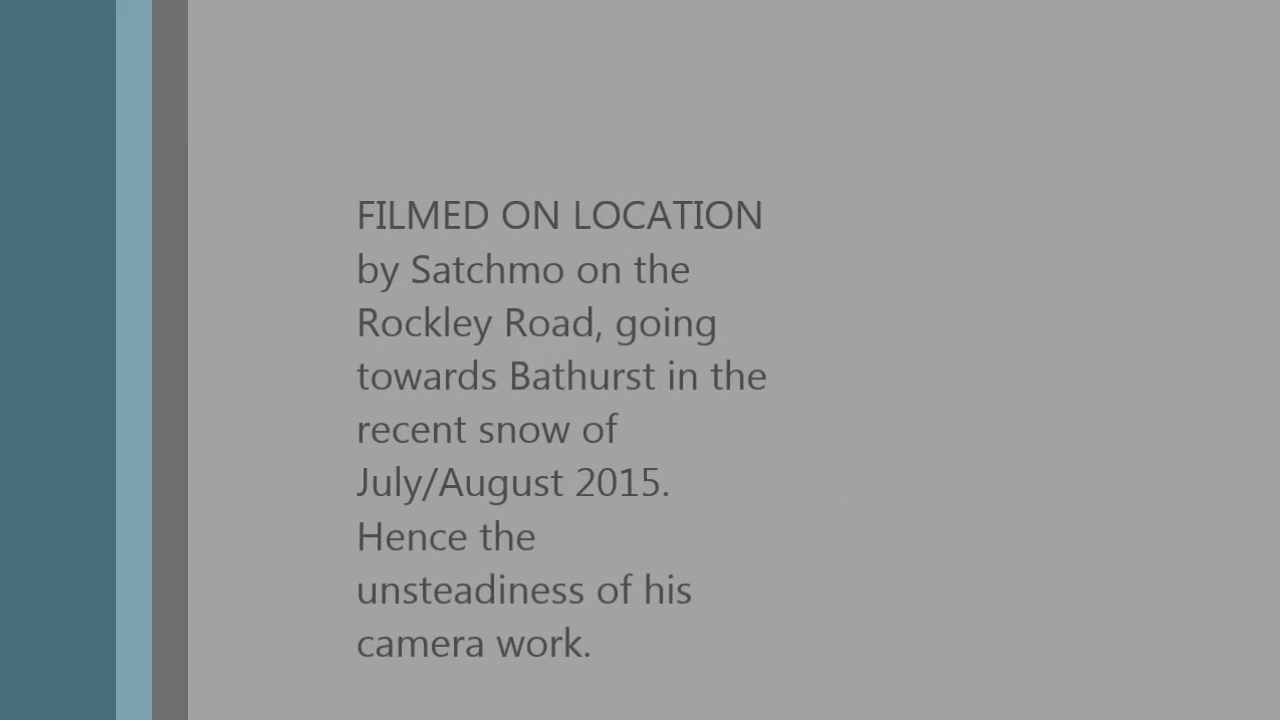 FILMED ON LOCATION
by Satchmo on the
Rockley Road, going
towards Bathurst in the
recent snow of
July/August 2015.
Hence the
unsteadiness of his
camera work.